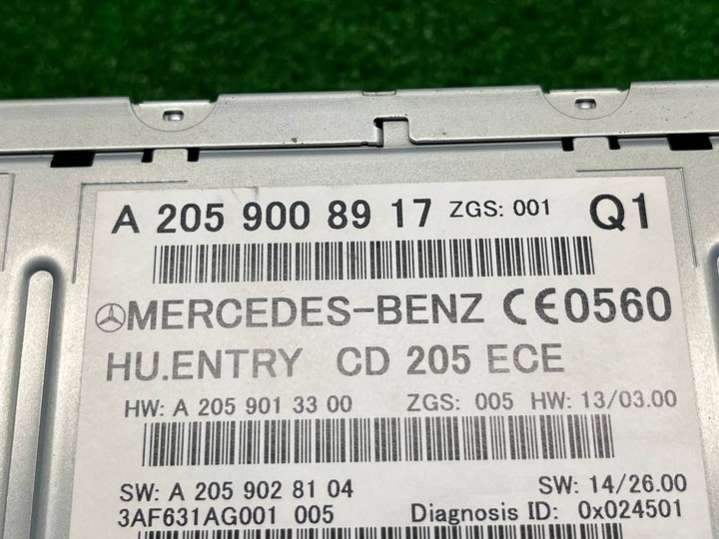 A 205 900 89 17 ZGS: 001 Q1
MERCEDES-BENZ CE0560
HU.ENTRY CD 205 ECE
HW: A 205 901 33 00 ZGS: 005 HW: 13/03.00
SW: A 205 902 81 04 SW: 14/26.00
3AF631AG001 005 Diagnosis ID: 0x024501